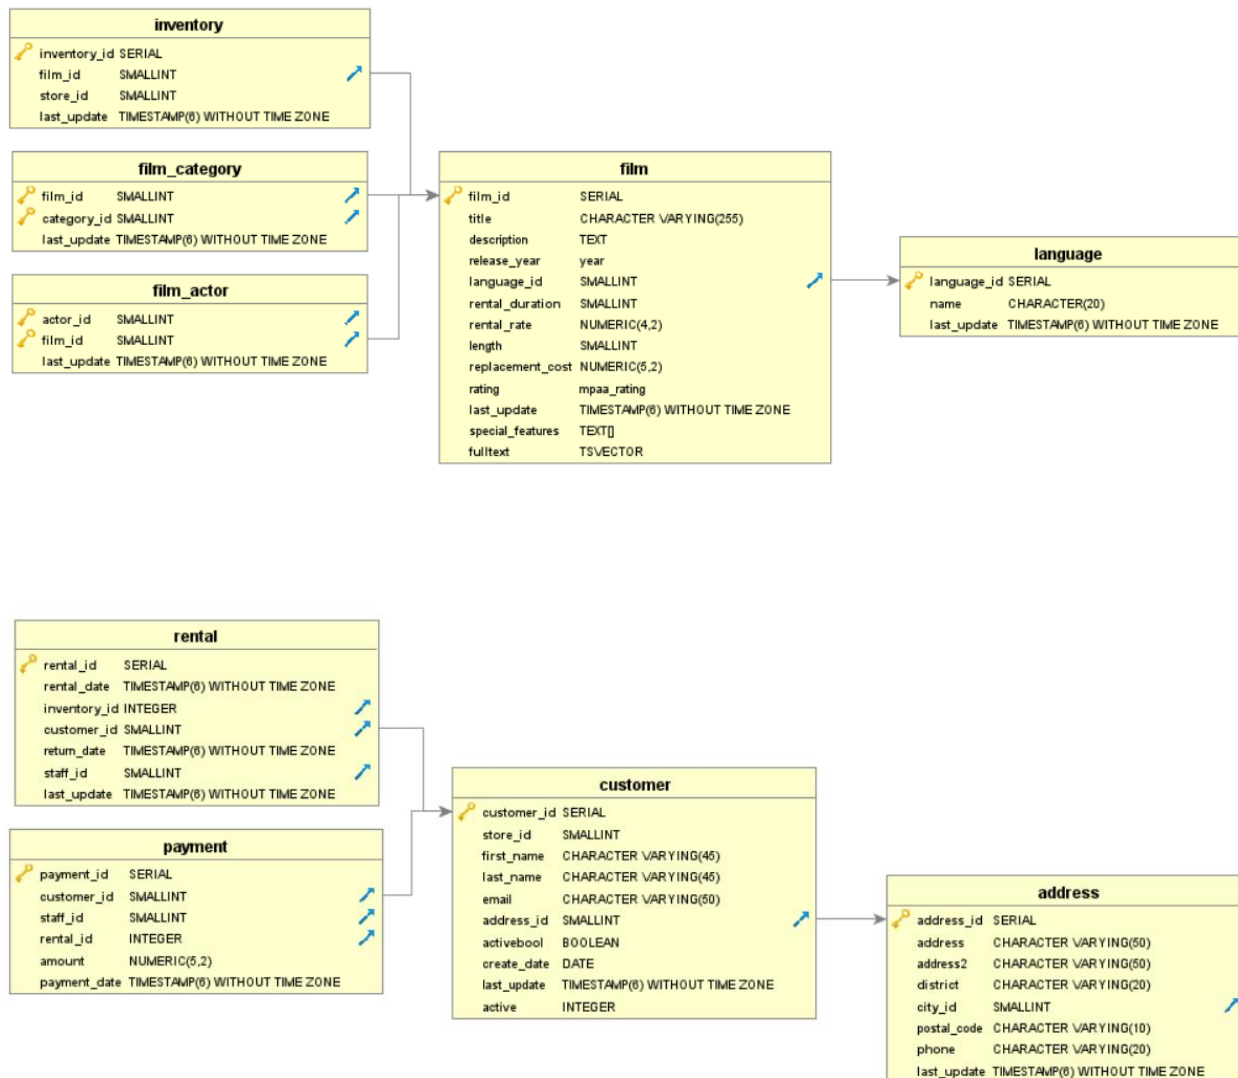 inventory
inventory_id SERIAL
film_id SMALLINT
store_id SMALLINT
last_update TIMESTAMP(6) WITHOUT TIME ZONE
film_category
film_id SMALLINT
category_id SMALLINT
last_update TIMESTAMP(6) WITHOUT TIME ZONE
film_actor
actor_id SMALLINT
film_id SMALLINT
last_update TIMESTAMP(6) WITHOUT TIME ZONE
film
film_id SERIAL
title CHARACTER VARYING(255)
description TEXT
release_year year
language_id SMALLINT
rental_duration SMALLINT
rental_rate NUMERIC(4,2)
length SMALLINT
replacement_cost NUMERIC(5,2)
rating mpaa_rating
last_update TIMESTAMP(6) WITHOUT TIME ZONE
special_features TEXT[]
fulltext TSVECTOR
language
language_id SERIAL
name CHARACTER(20)
last_update TIMESTAMP(6) WITHOUT TIME ZONE
rental
rental_id SERIAL
rental_date TIMESTAMP(6) WITHOUT TIME ZONE
inventory_id INTEGER
customer_id SMALLINT
return_date TIMESTAMP(6) WITHOUT TIME ZONE
staff_id SMALLINT
last_update TIMESTAMP(6) WITHOUT TIME ZONE
payment
payment_id SERIAL
customer_id SMALLINT
staff_id SMALLINT
rental_id INTEGER
amount NUMERIC(5,2)
payment_date TIMESTAMP(6) WITHOUT TIME ZONE
customer
customer_id SERIAL
store_id SMALLINT
first_name CHARACTER VARYING(45)
last_name CHARACTER VARYING(45)
email CHARACTER VARYING(50)
address_id SMALLINT
activebool BOOLEAN
create_date DATE
last_update TIMESTAMP(6) WITHOUT TIME ZONE
active INTEGER
address
address_id SERIAL
address CHARACTER VARYING(50)
address2 CHARACTER VARYING(50)
district CHARACTER VARYING(20)
city_id SMALLINT
postal_code CHARACTER VARYING(10)
phone CHARACTER VARYING(20)
last_update TIMESTAMP(6) WITHOUT TIME ZONE